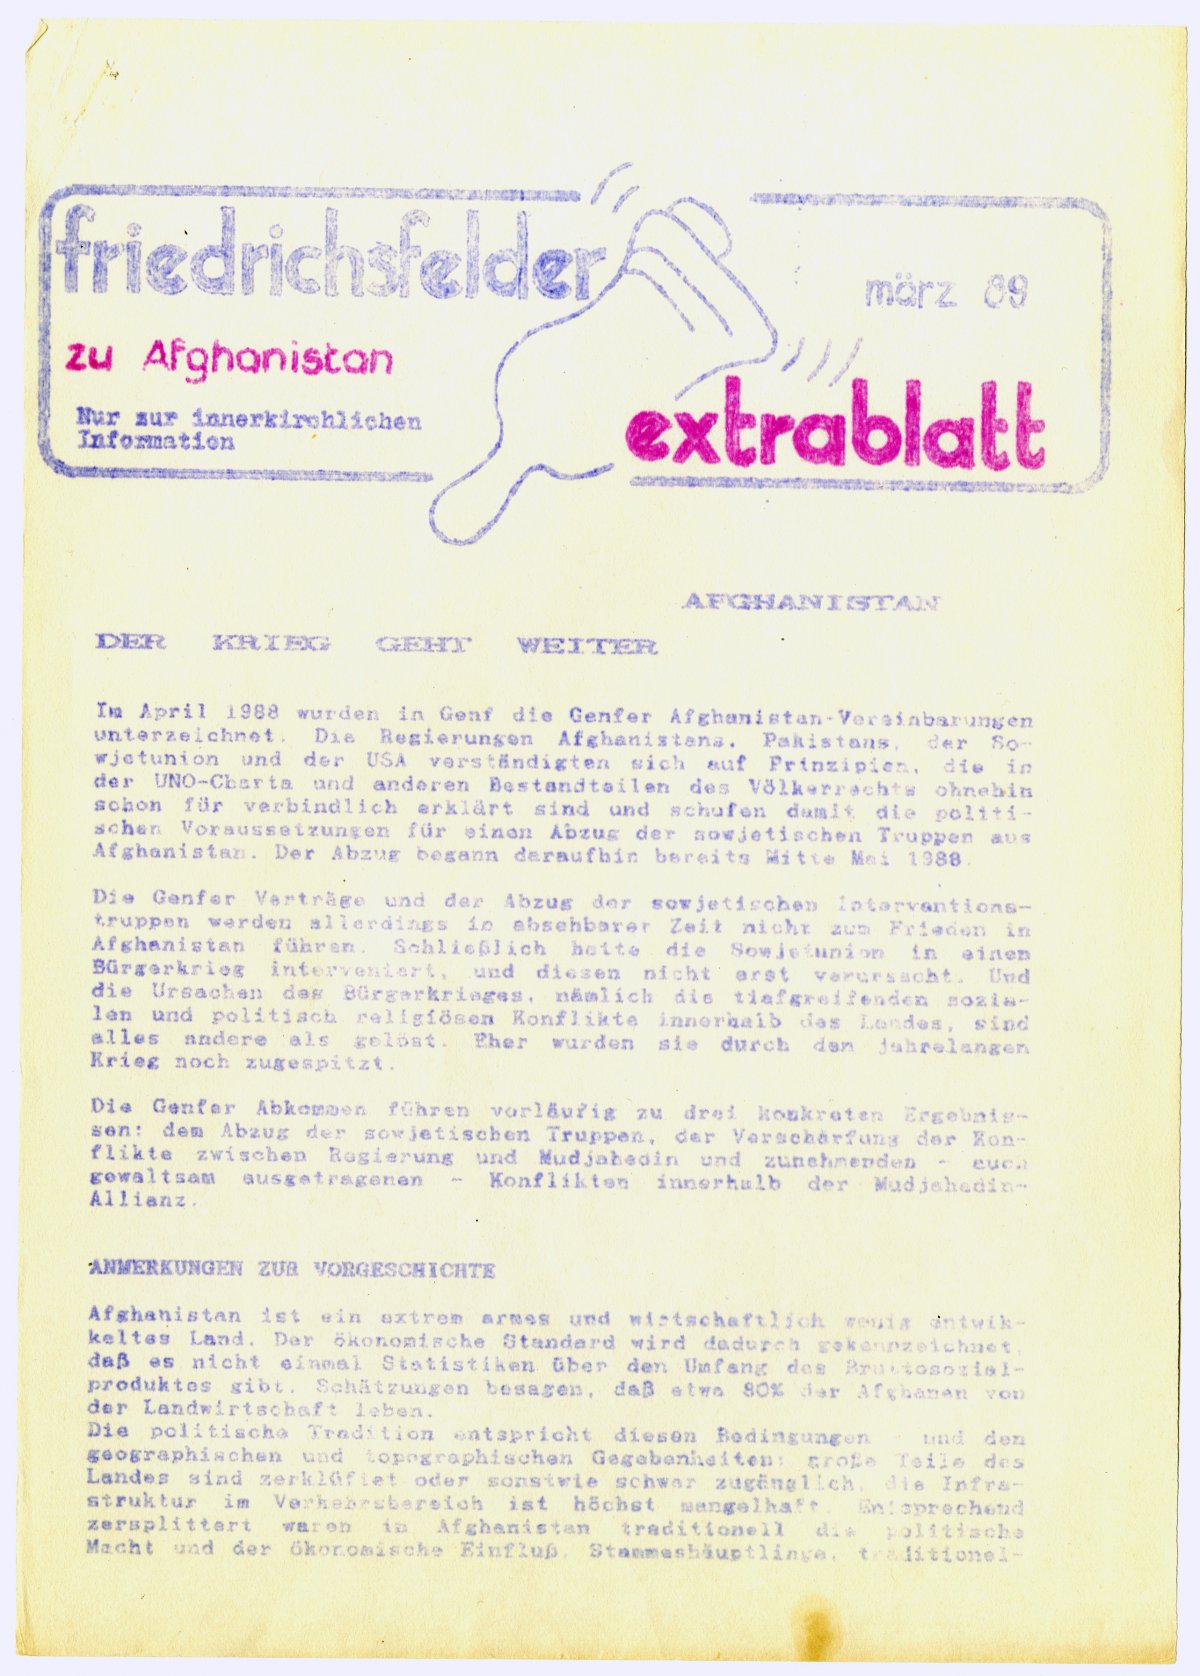 friedrichsfelder
märz 89
zu Afghanistan
extrablatt
Nur zur innerkirchlichen
Information
AFGHANISTAN
DER KRIEG GEHT WEITER
Im April 1988 wurden in Genf die Genfer Afghanistan-Vereinbarungen
unterzeichnet. Die Regierungen Afghanistans, Pakistans, der So-
wjetunion und der USA verständigten sich auf Prinzipien, die in
der UNO-Charta und anderen Bestandteilen des Völkerrechts ohnehin
schon für verbindlich erklärt sind und schufen damit die politi-
schen Voraussetzungen für einen Abzug der sowjetischen Truppen aus
Afghanistan. Der Abzug begann daraufhin bereits Mitte Mai 1988.
Die Genfer Verträge und der Abzug der sowjetischen Interventions-
truppen werden allerdings in absehbarer Zeit nicht zum Frieden in
Afghanistan führen. Schließlich hatte die Sowjetunion in einen
Bürgerkrieg interveniert, und diesen nicht erst verursacht. Und
die Ursachen des Bürgerkrieges, nämlich die tiefgreifenden sozia-
len und politisch religiösen Konflikte innerhalb des Landes, sind
alles andere als gelöst. Eher wurden sie durch den jahrelangen
Krieg noch zugespitzt.
Die Genfer Abkommen führen vorläufig zu drei konkreten Ergebnis-
sen: dem Abzug der sowjetischen Truppen, der Verschärfung der Kon-
flikte zwischen Regierung und Mudjahedin und zunehmenden - auch
gewaltsam ausgetragenen - Konflikten innerhalb der Mudjahedin-
Allianz.
ANMERKUNGEN ZUR VORGESCHICHTE
Afghanistan ist ein extrem armes und wirtschaftlich wenig entwik-
keltes Land. Der ökonomische Standard wird dadurch gekennzeichnet,
daß es nicht einmal Statistiken über den Umfang des Bruttosozial-
produktes gibt. Schätzungen besagen, daß etwa 80% der Afghanen von
der Landwirtschaft leben.
Die politische Tradition entspricht diesen Bedingungen und den
geographischen und topographischen Gegebenheiten: große Teile des
Landes sind zerklüftet oder sonstwie schwer zugänglich, die Infra-
struktur im Verkehrsbereich ist höchst mangelhaft. Entsprechend
zersplittert waren in Afghanistan traditionell die politische
Macht und der ökonomische Einfluß. Stammeshäuptlinge, traditionel-